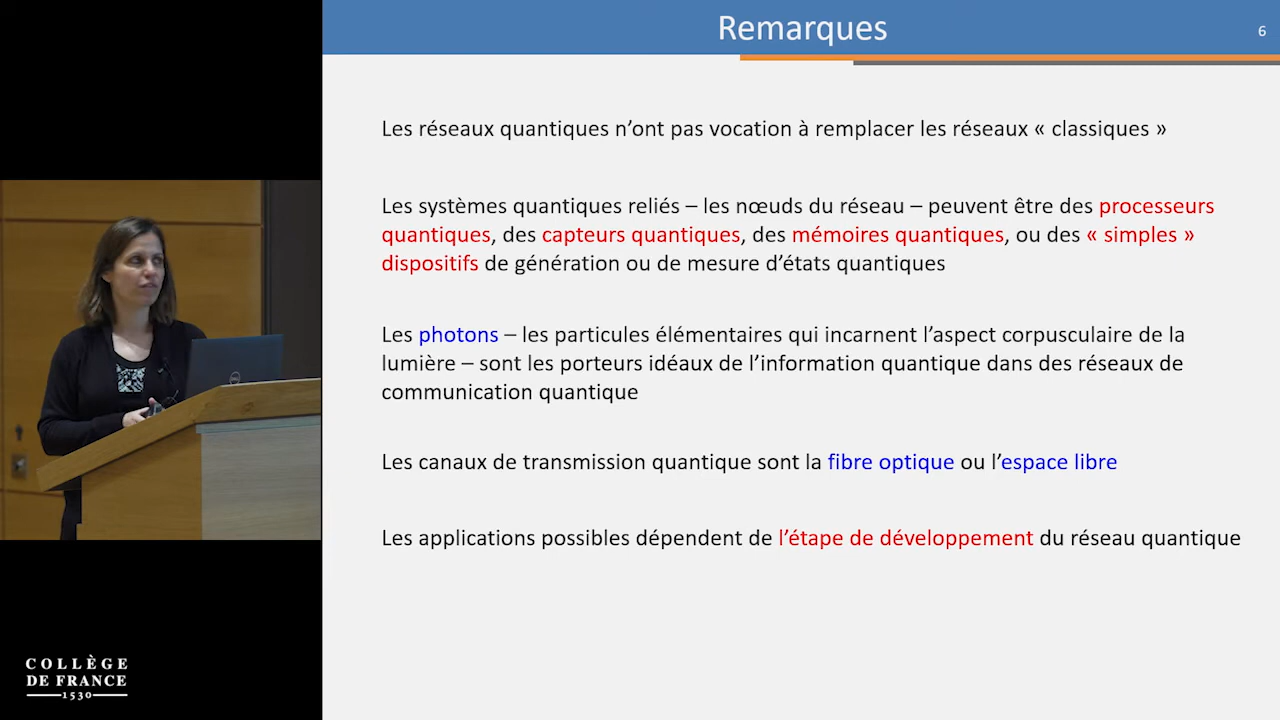 Remarques
6
Les réseaux quantiques n’ont pas vocation à remplacer les réseaux « classiques »
Les systèmes quantiques reliés – les nœuds du réseau – peuvent être des processeurs
quantiques, des capteurs quantiques, des mémoires quantiques, ou des « simples »
dispositifs de génération ou de mesure d’états quantiques
Les photons – les particules élémentaires qui incarnent l’aspect corpusculaire de la
lumière – sont les porteurs idéaux de l’information quantique dans des réseaux de
communication quantique
Les canaux de transmission quantique sont la fibre optique ou l’espace libre
Les applications possibles dépendent de l’étape de développement du réseau quantique
COLLÈGE
DE FRANCE
1530